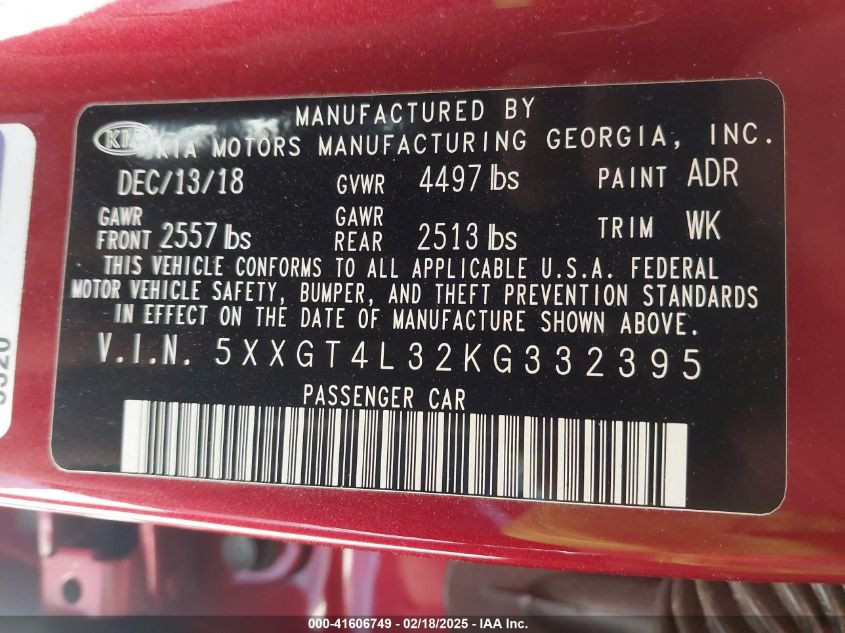 MANUFACTURED BY
KIA KIA MOTORS MANUFACTURING GEORGIA, INC.
DEC/13/18 GVWR 4497 lbs PAINT ADR
GAWR FRONT 2557 lbs GAWR REAR 2513 lbs TRIM WK
THIS VEHICLE CONFORMS TO ALL APPLICABLE U.S.A. FEDERAL
MOTOR VEHICLE SAFETY, BUMPER, AND THEFT PREVENTION STANDARDS
IN EFFECT ON THE DATE OF MANUFACTURE SHOWN ABOVE.
V.I.N. 5XXGT4L32KG332395
PASSENGER CAR
000-41606749 - 02/18/2025 - IAA Inc.